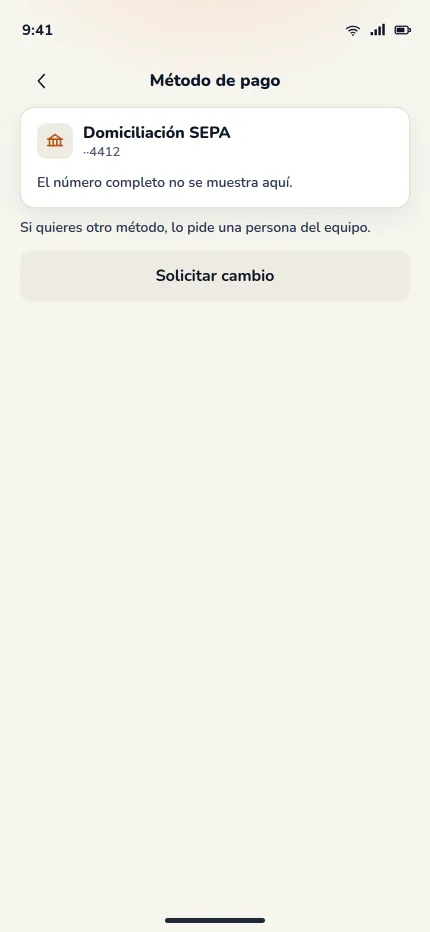 9:41
Método de pago
Domiciliación SEPA
··4412
El número completo no se muestra aquí.
Si quieres otro método, lo pide una persona del equipo.
Solicitar cambio